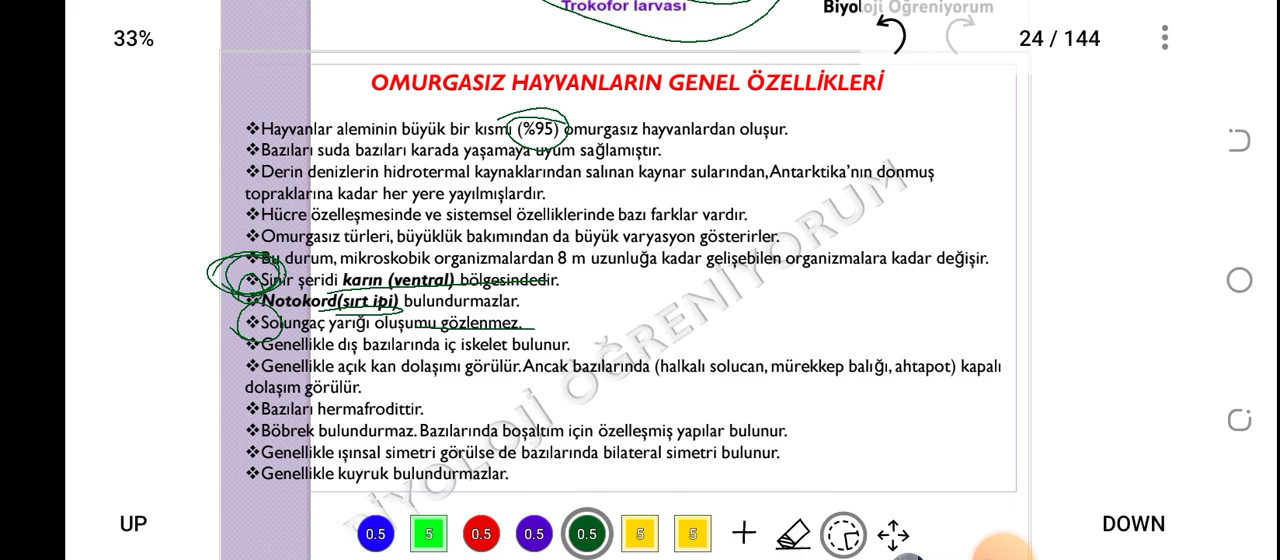 Trokofor larvası
Biyoloji Öğreniyorum
33%
24 / 144
OMURGASIZ HAYVANLARIN GENEL ÖZELLİKLERİ
❖Hayvanlar aleminin büyük bir kısmı (%95) omurgasız hayvanlardan oluşur.
❖Bazıları suda bazıları karada yaşamaya uyum sağlamıştır.
❖Derin denizlerin hidrotermal kaynaklarından salınan kaynar sularından,Antarktika'nın donmuş
topraklarına kadar her yere yayılmışlardır.
❖Hücre özelleşmesinde ve sistemsel özelliklerinde bazı farklar vardır.
❖Omurgasız türleri, büyüklük bakımından da büyük varyasyon gösterirler.
❖Bu durum, mikroskobik organizmalardan 8 m uzunluğa kadar gelişebilen organizmalara kadar değişir.
❖Sinir şeridi karın (ventral) bölgesindedir.
❖Notokord(sırt ipi) bulundurmazlar.
❖Solungaç yarığı oluşumu gözlenmez.
❖Genellikle dış bazılarında iç iskelet bulunur.
❖Genellikle açık kan dolaşımı görülür.Ancak bazılarında (halkalı solucan, mürekkep balığı, ahtapot) kapalı
dolaşım görülür.
❖Bazıları hermafrodittir.
❖Böbrek bulundurmaz. Bazılarında boşaltım için özelleşmiş yapılar bulunur.
❖Genellikle ışınsal simetri görülse de bazılarında bilateral simetri bulunur.
❖Genellikle kuyruk bulundurmazlar.
BİYOLOJİ ÖĞRENİYORUM
UP
0.5
5
0.5
0.5
0.5
5
5
DOWN